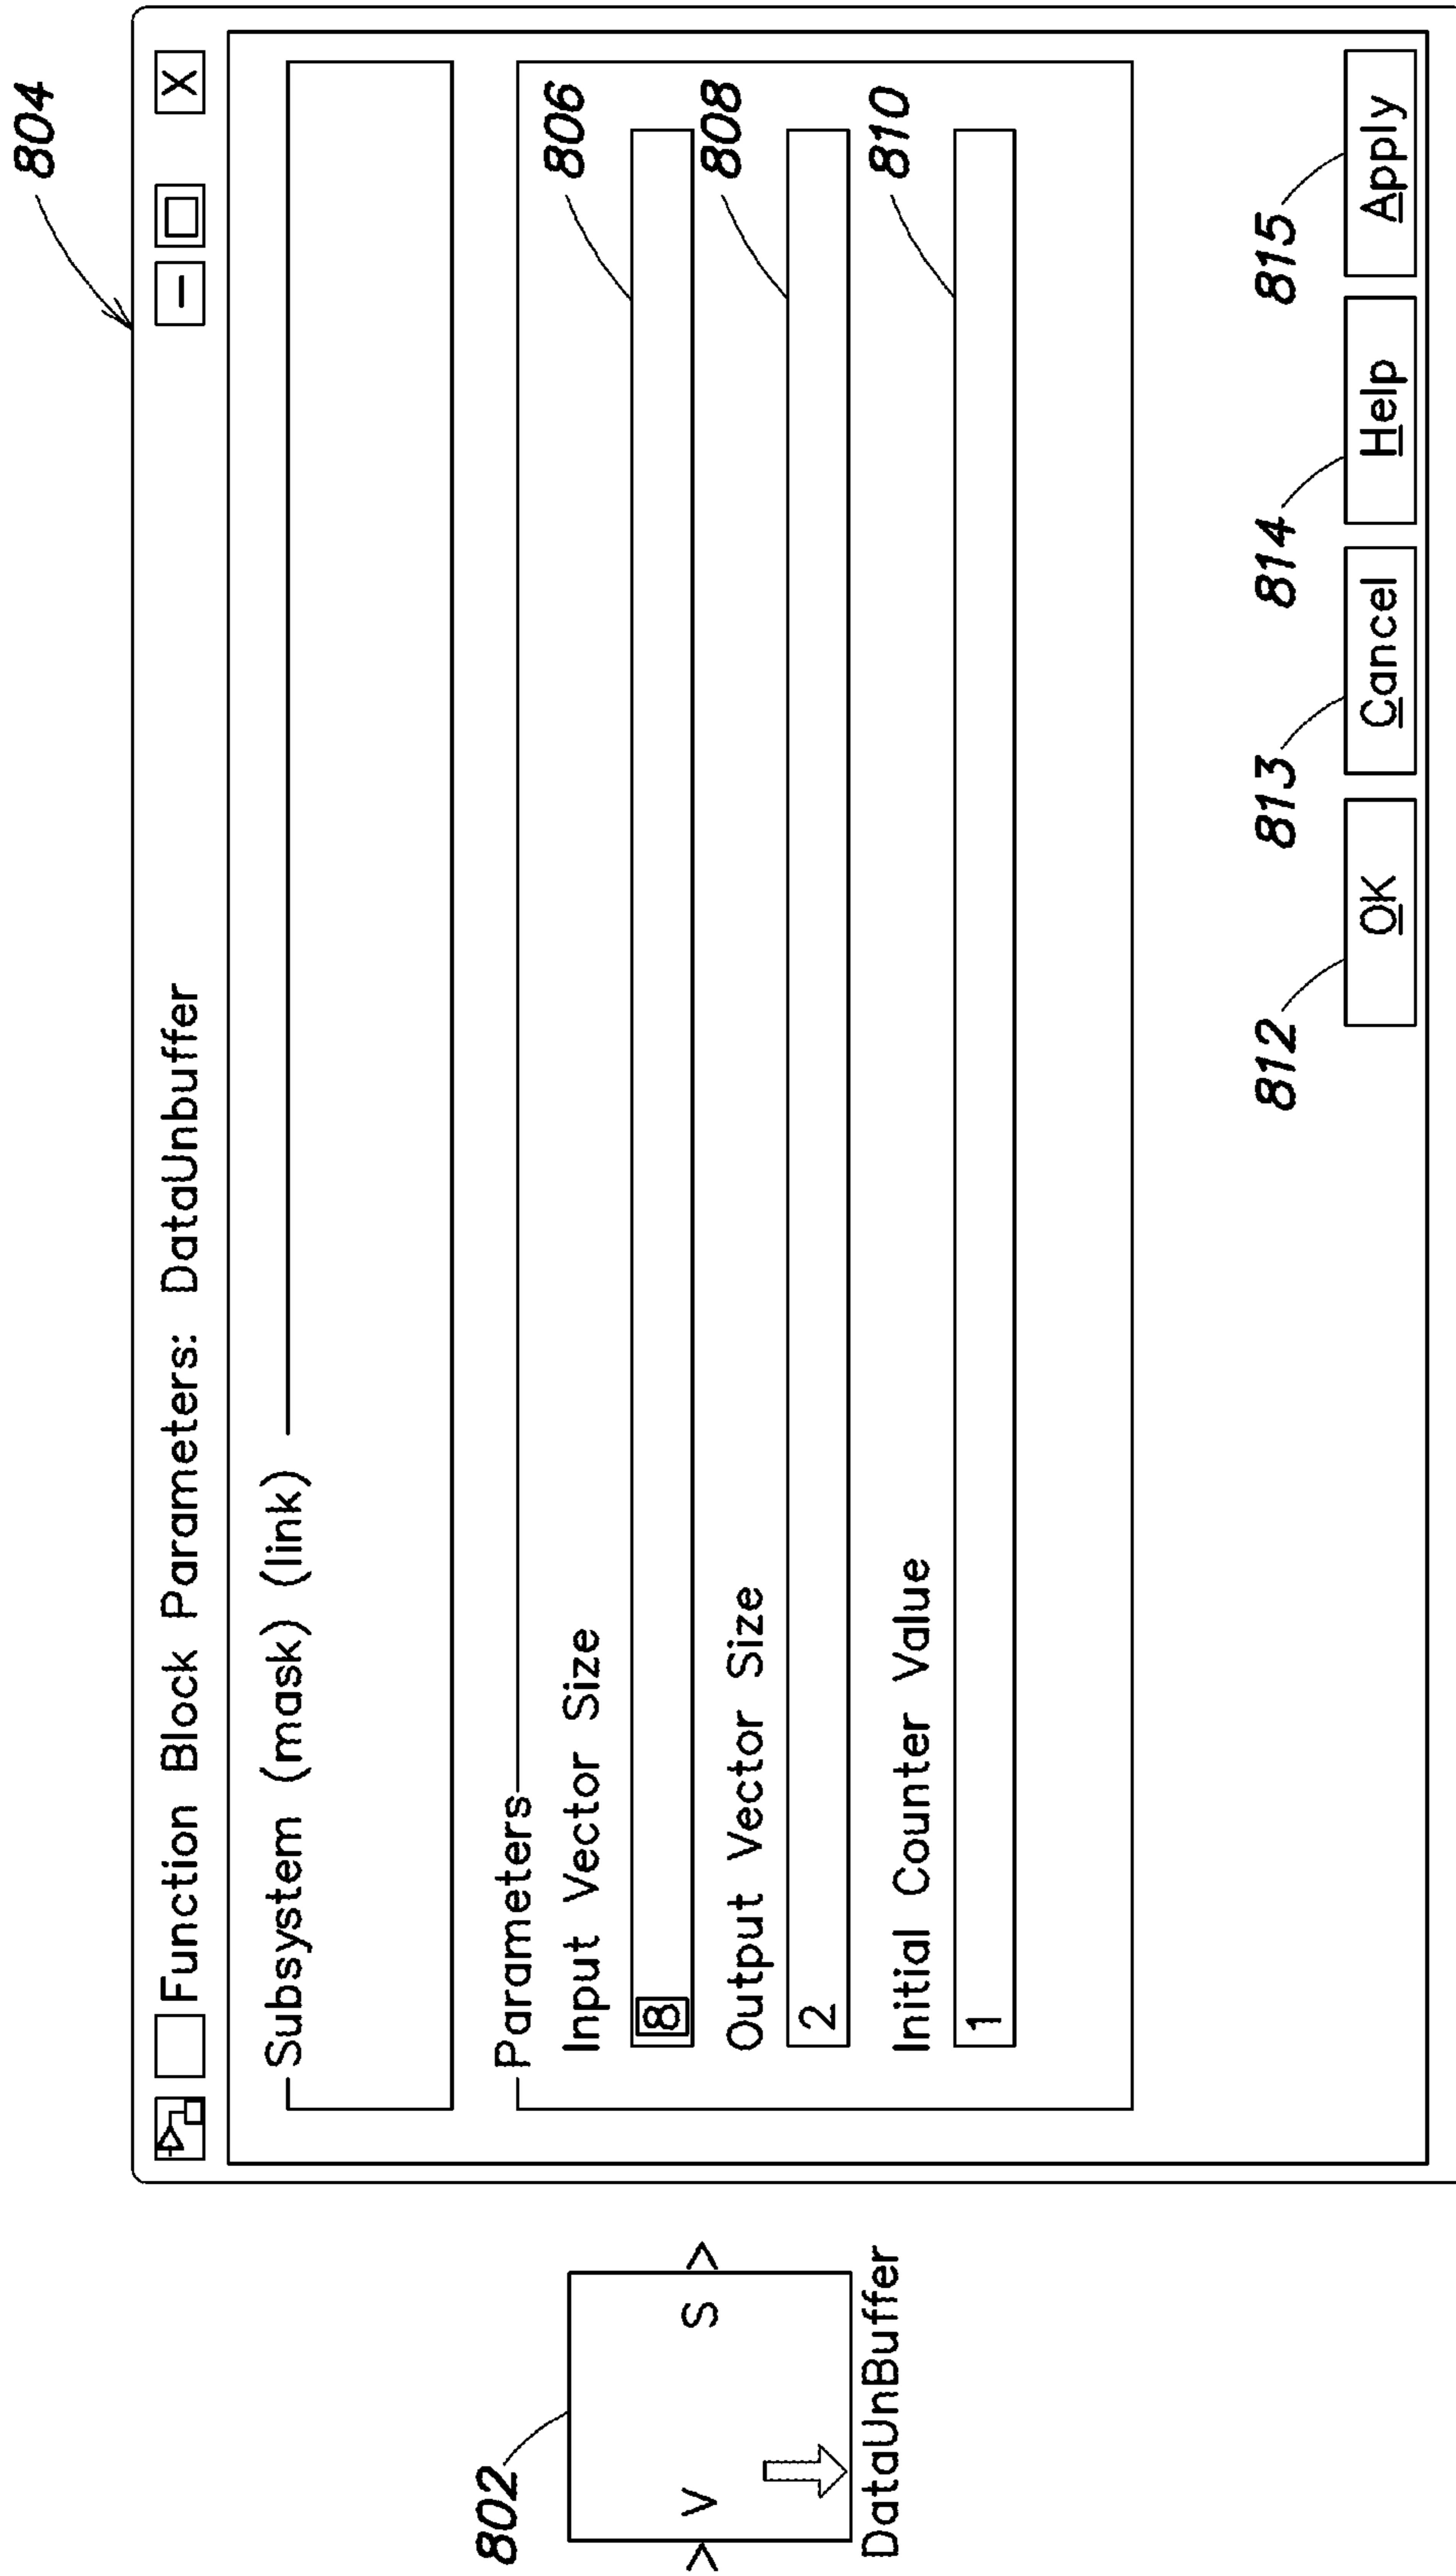 804
Function Block Parameters: DataUnbuffer
– □ X
Subsystem (mask) (link)
Parameters
Input Vector Size
806
8
Output Vector Size
808
2
Initial Counter Value
810
1
812
813
814
815
OK
Cancel
Help
Apply
802
> V S >
DataUnBuffer